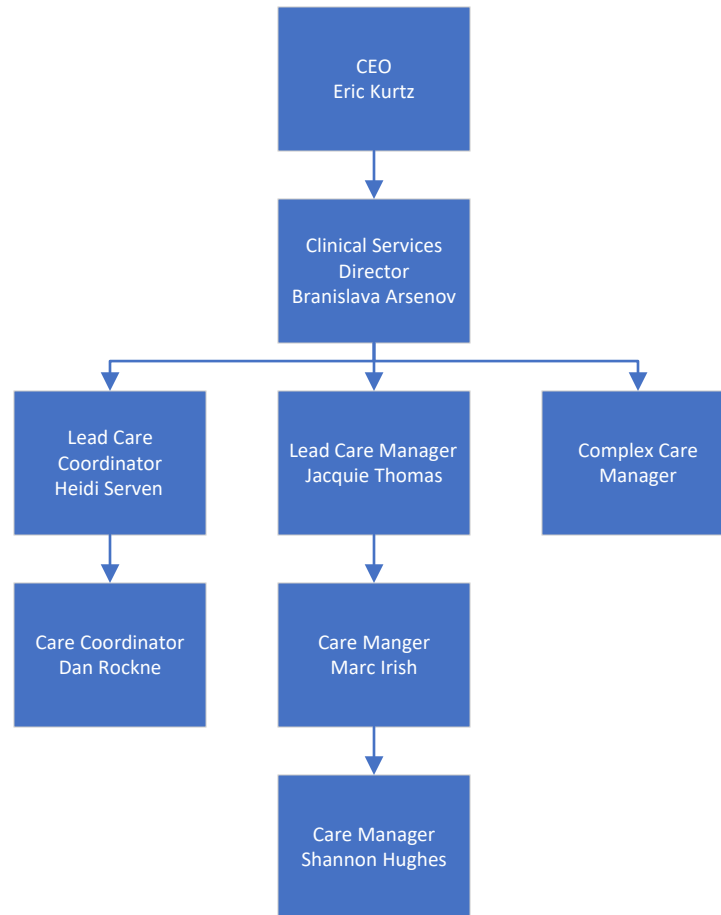 CEO
Eric Kurtz
Clinical Services
Director
Branislava Arsenov
Lead Care
Coordinator
Heidi Serven
Lead Care Manager
Jacquie Thomas
Complex Care
Manager
Care Coordinator
Dan Rockne
Care Manger
Marc Irish
Care Manager
Shannon Hughes